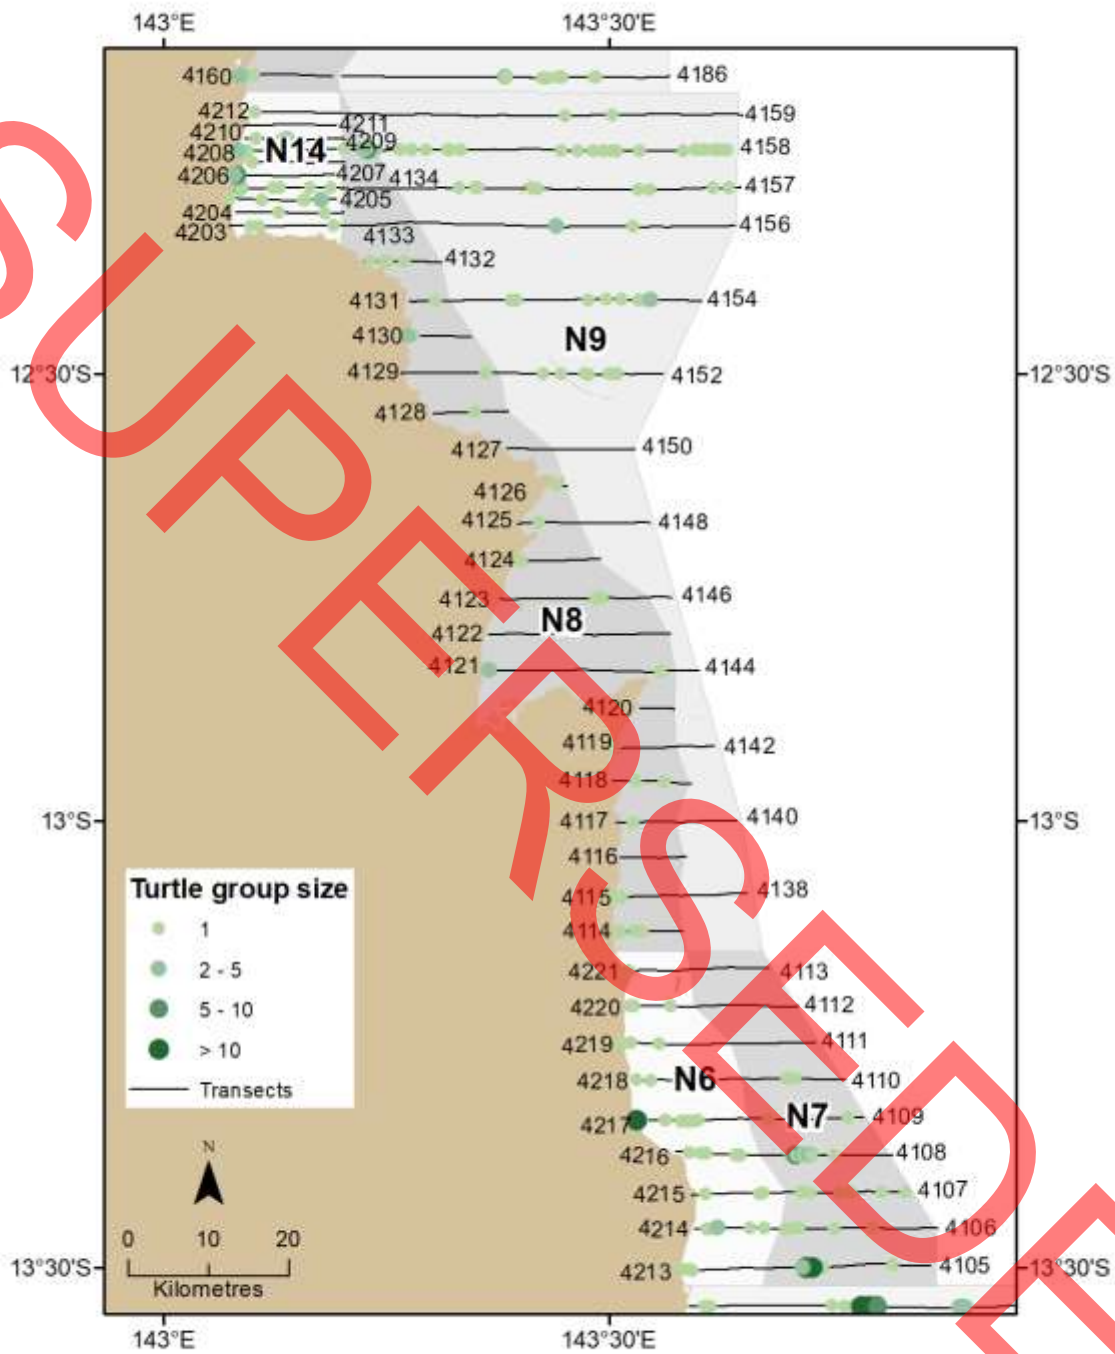 143°E 143°30'E
4160 4186
4212 4159
4210 4211
4208 N14 4209 4158
4206 4207 4134 4157
4205
4204
4203 4133 4156
4132
4131 4154
4130 N9
12°30'S 4129 4152 12°30'S
4128
4127 4150
4126
4125 4148
4124
4123 4146
N8
4122
4121 4144
4120
4119 4142
4118
13°S 4117 4140 13°S
4116
4115 4138
4114
4221 4113
4220 4112
4219 4111
4218 N6 4110
4217 N7 4109
4216 4108
4215 4107
4214 4106
13°30'S 4213 4105 13°30'S
Turtle group size
1
2 - 5
5 - 10
> 10
Transects
N
0 10 20
Kilometres
143°E 143°30'E
SUPERSEDE